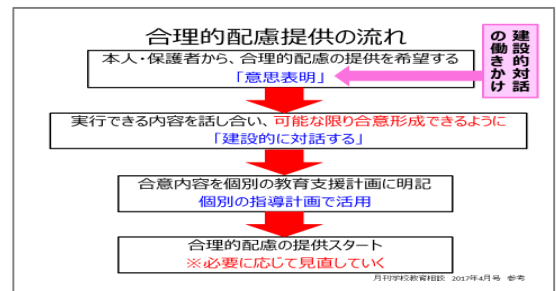 合理的配慮提供の流れ
建設的対話
の働きかけ
本人・保護者から、合理的配慮の提供を希望する
「意思表明」
実行できる内容を話し合い、可能な限り合意形成できるように
「建設的に対話する」
合意内容を個別の教育支援計画に明記
個別の指導計画で活用
合理的配慮の提供スタート
※必要に応じて見直していく
月刊学校教育相談 2017年4月号 参考